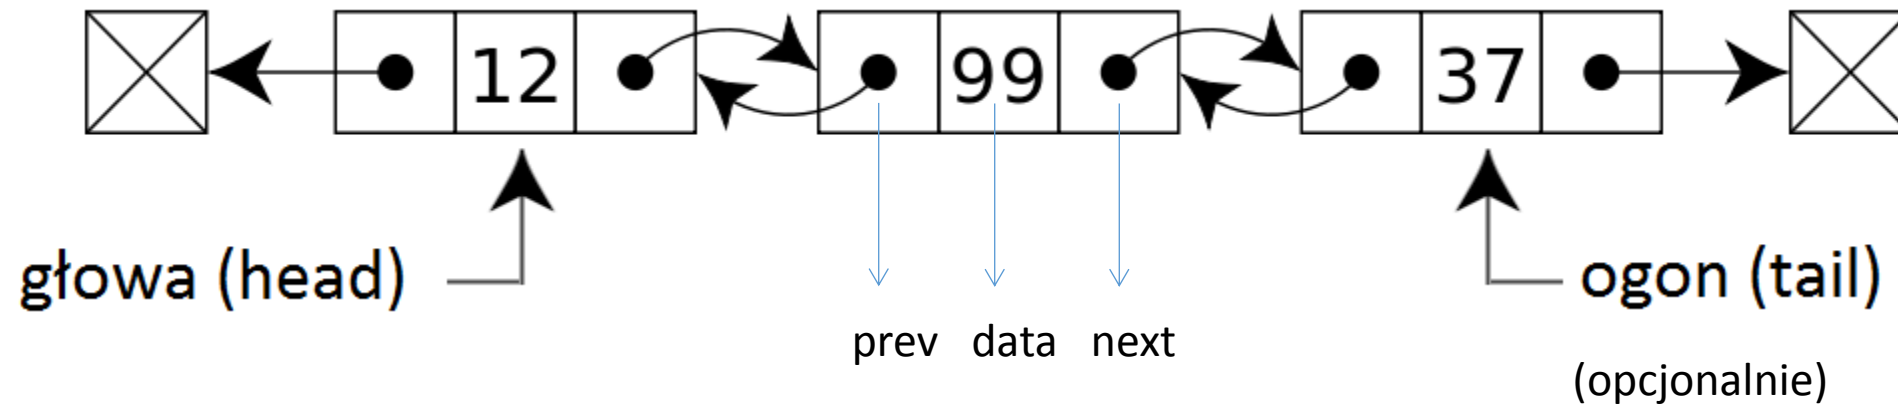 12 99 37
głowa (head) ogon (tail)
prev data next
(opcjonalnie)